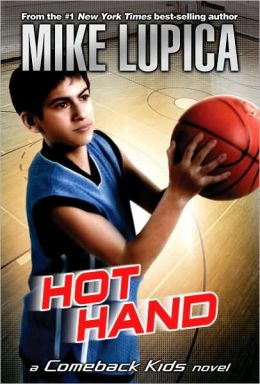 From the #1 New York Times best-selling author
MIKE LUPICA
HOT
HAND
a Comeback Kids novel